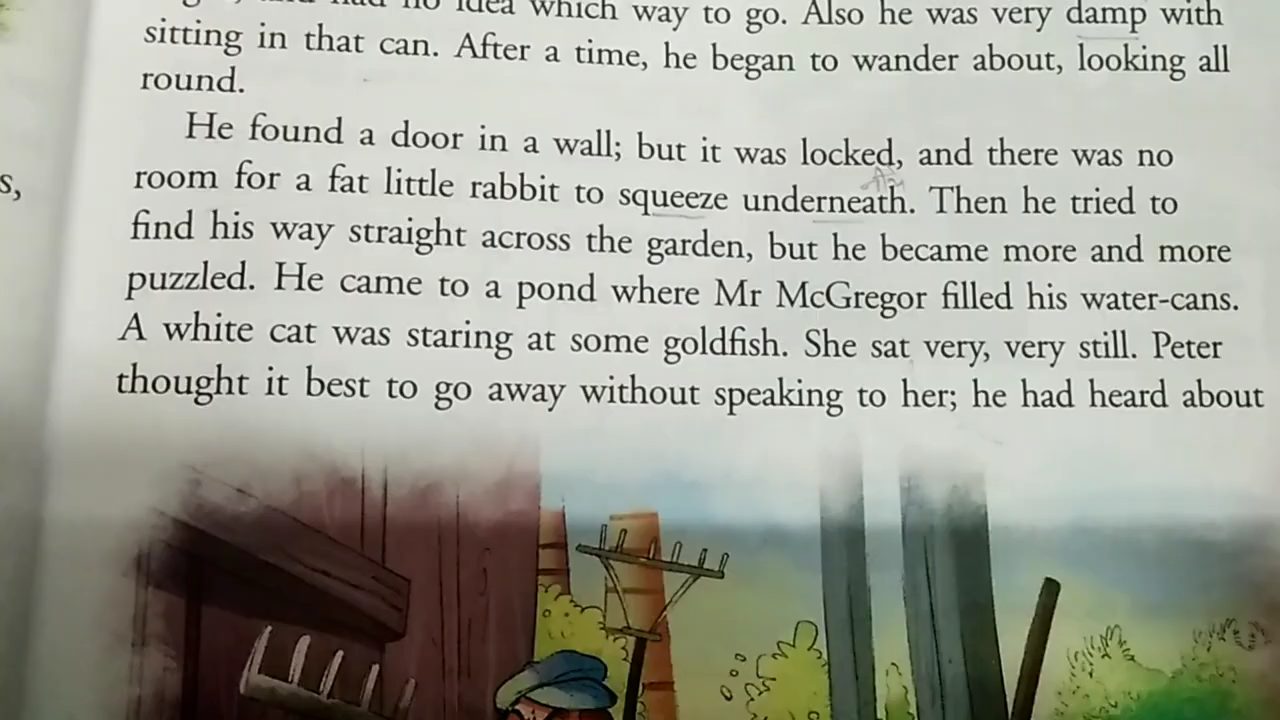 had no idea which way to go. Also he was very damp with
sitting in that can. After a time, he began to wander about, looking all
round.
He found a door in a wall; but it was locked, and there was no
room for a fat little rabbit to squeeze underneath. Then he tried to
s,
find his way straight across the garden, but he became more and more
puzzled. He came to a pond where Mr McGregor filled his water-cans.
A white cat was staring at some goldfish. She sat very, very still. Peter
thought it best to go away without speaking to her; he had heard about